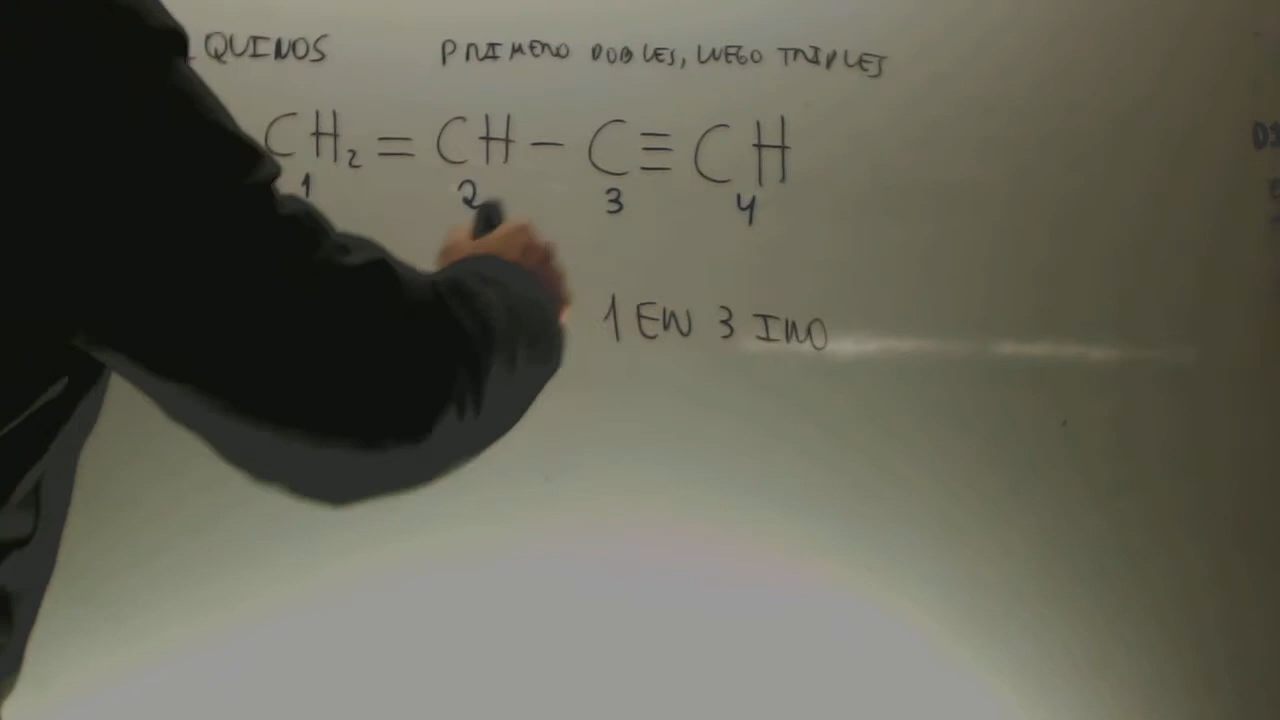 QUINOS PRIMERO DOBLES, LUEGO TRIPLES
CH₂ = CH - C ≡ CH
1 2 3 4
1 EN 3 INO